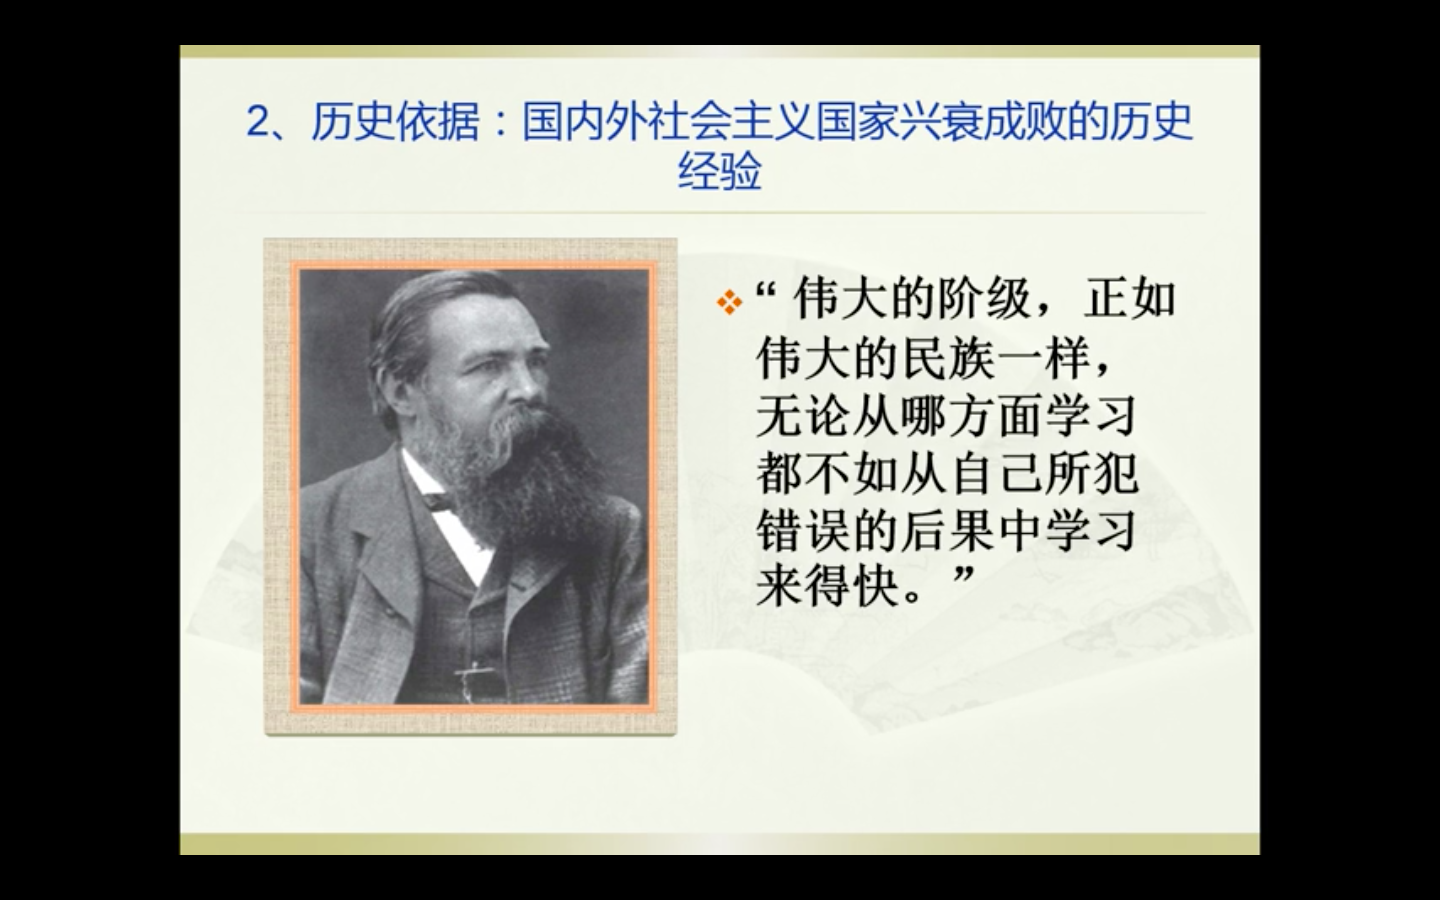 2、历史依据：国内外社会主义国家兴衰成败的历史
经验
“ 伟大的阶级，正如
伟大的民族一样，
无论从哪方面学习
都不如从自己所犯
错误的后果中学习
来得快。”